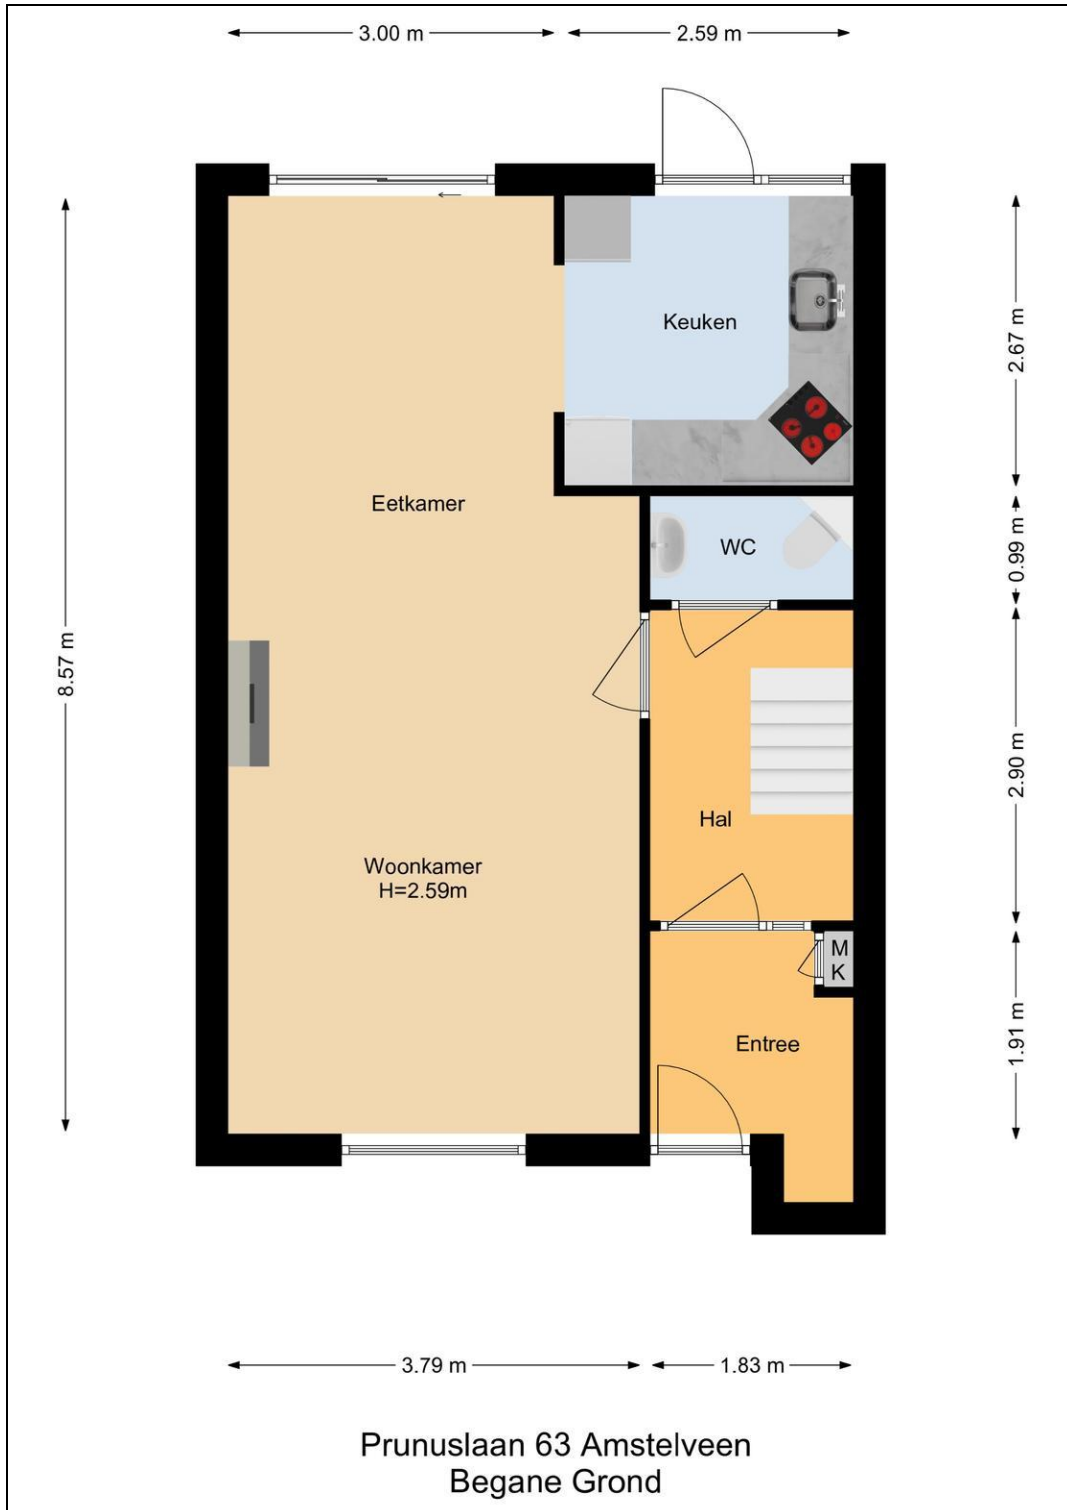 3.00 m
2.59 m
Keuken
2.67 m
Eetkamer
WC
0.99 m
8.57 m
2.90 m
Hal
Woonkamer
H=2.59m
M
K
Entree
1.91 m
3.79 m
1.83 m
Prunuslaan 63 Amstelveen
Begane Grond